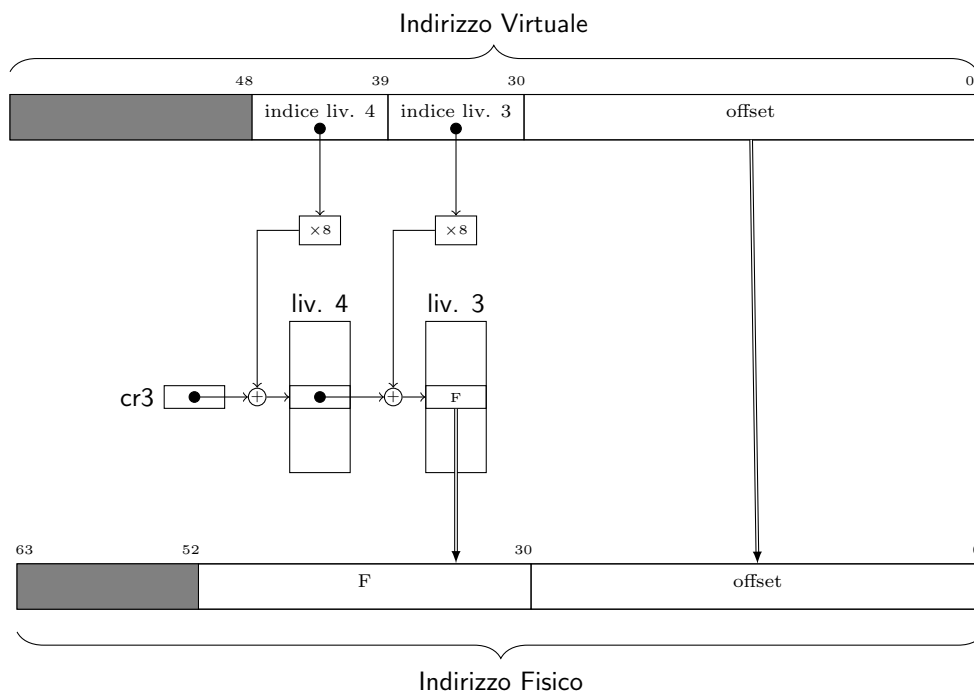 Indirizzo Virtuale
48 39 30 0
indice liv. 4 indice liv. 3 offset
×8 ×8
liv. 4 liv. 3
cr3 + + F
63 52 30
F offset
Indirizzo Fisico